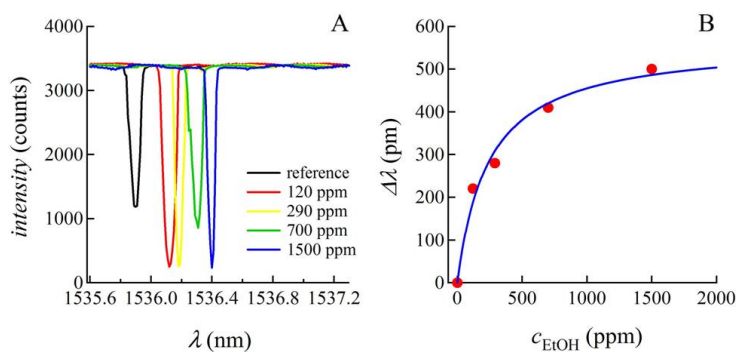 A
4000
3000
2000
1000
0
intensity (counts)
reference
120 ppm
290 ppm
700 ppm
1500 ppm
1535.6 1536.0 1536.4 1536.8 1537.2
λ (nm)
B
600
500
400
300
200
100
0
Δλ (pm)
0 500 1000 1500 2000
cEtOH (ppm)